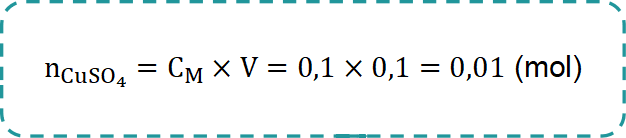 n_CuSO₄ = C_M × V = 0,1 × 0,1 = 0,01 (mol)